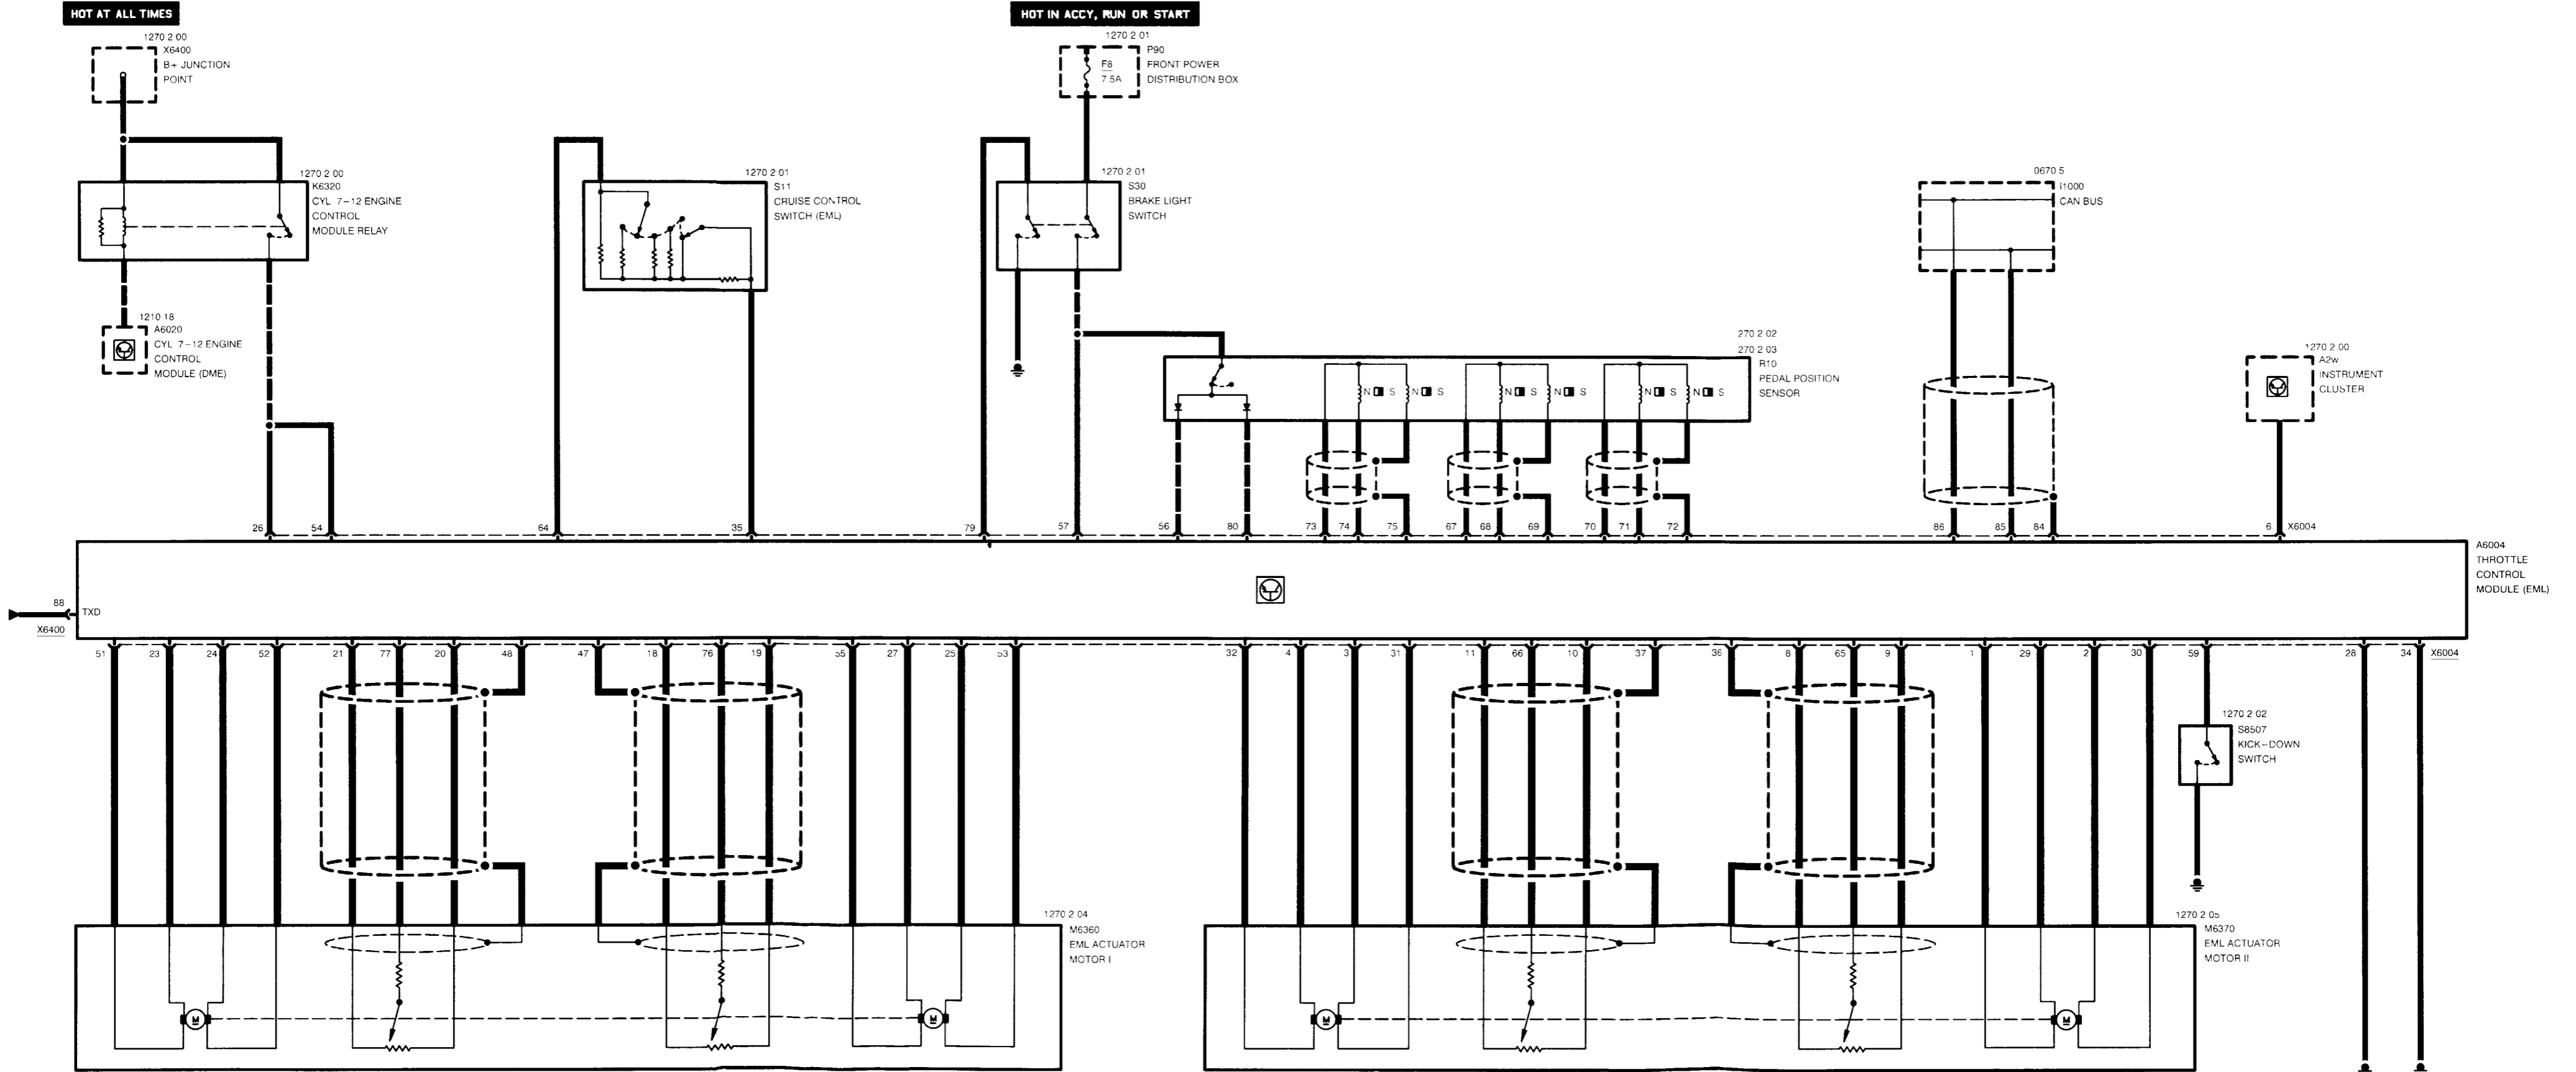 HOT AT ALL TIMES
1270 2 00
X6400
B+ JUNCTION
POINT
HOT IN ACCY, RUN OR START
1270 2 01
P90
FRONT POWER
DISTRIBUTION BOX
F8
7 5A
1270 2 00
K6320
CYL 7-12 ENGINE
CONTROL
MODULE RELAY
1270 2 01
S11
CRUISE CONTROL
SWITCH (EML)
1270 2 01
S30
BRAKE LIGHT
SWITCH
0670 5
I1000
CAN BUS
1210 18
A6020
CYL 7-12 ENGINE
CONTROL
MODULE (DME)
270 2 02
270 2 03
R10
PEDAL POSITION
SENSOR
N S N S N S N S N S N S
1270 2 00
A2w
INSTRUMENT
CLUSTER
26 54 64 35 79 57 56 80 73 74 75 67 68 69 70 71 72 86 85 84 6 X6004
A6004
THROTTLE
CONTROL
MODULE (EML)
88 TXD
X6400
51 23 24 52 21 77 20 48 47 18 76 19 55 27 25 53 32 4 3 31 11 66 10 37 36 8 65 9 1 29 2 30 59 28 34 X6004
1270 2 02
S8507
KICK-DOWN
SWITCH
1270 2 04
M6360
EML ACTUATOR
MOTOR I
M M
1270 2 05
M6370
EML ACTUATOR
MOTOR II
M M